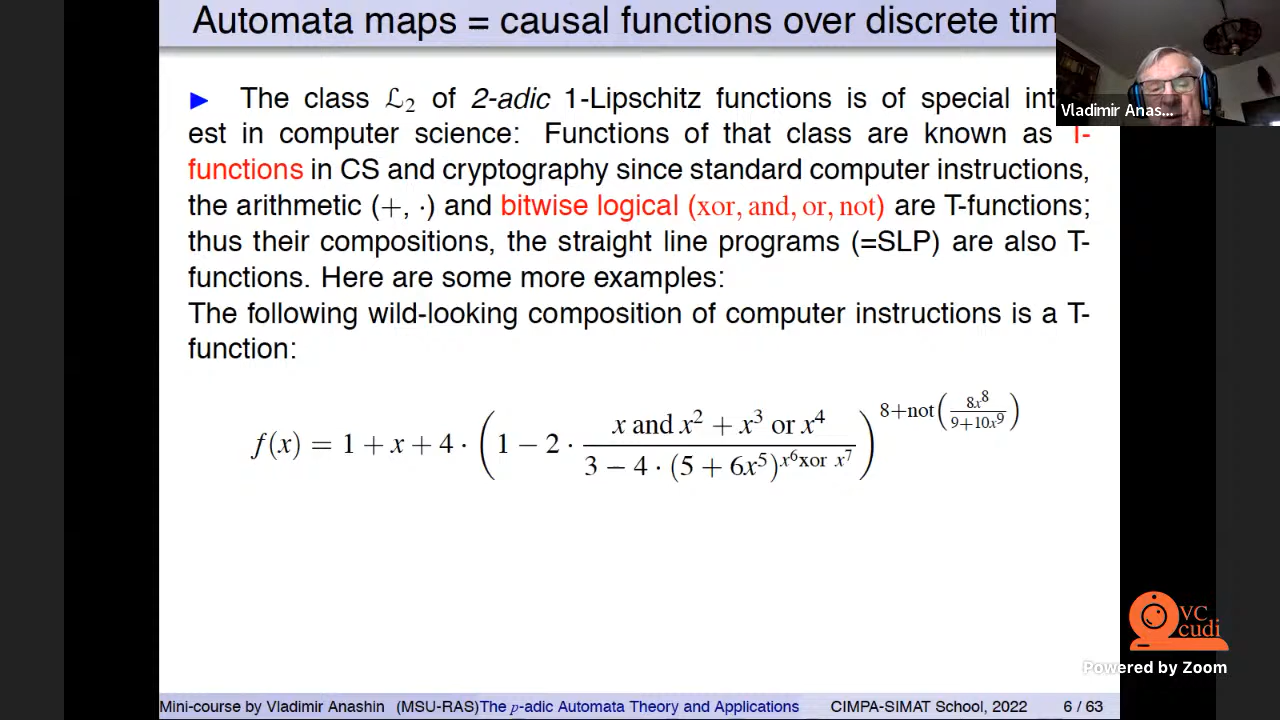 Automata maps = causal functions over discrete tim
Vladimir Anas...
► The class ℒ₂ of 2-adic 1-Lipschitz functions is of special int
est in computer science: Functions of that class are known as T-
functions in CS and cryptography since standard computer instructions,
the arithmetic (+, ·) and bitwise logical (xor, and, or, not) are T-functions;
thus their compositions, the straight line programs (=SLP) are also T-
functions. Here are some more examples:
The following wild-looking composition of computer instructions is a T-
function:
f(x) = 1 + x + 4 · (1 − 2 · (x and x² + x³ or x⁴)/(3 − 4 · (5 + 6x⁵)^(x⁶ xor x⁷)))^(8+not(8x⁸/(9+10x⁹)))
VC
cudi
Powered by Zoom
Mini-course by Vladimir Anashin (MSU-RAS) The p-adic Automata Theory and Applications CIMPA-SIMAT School, 2022 6 / 63